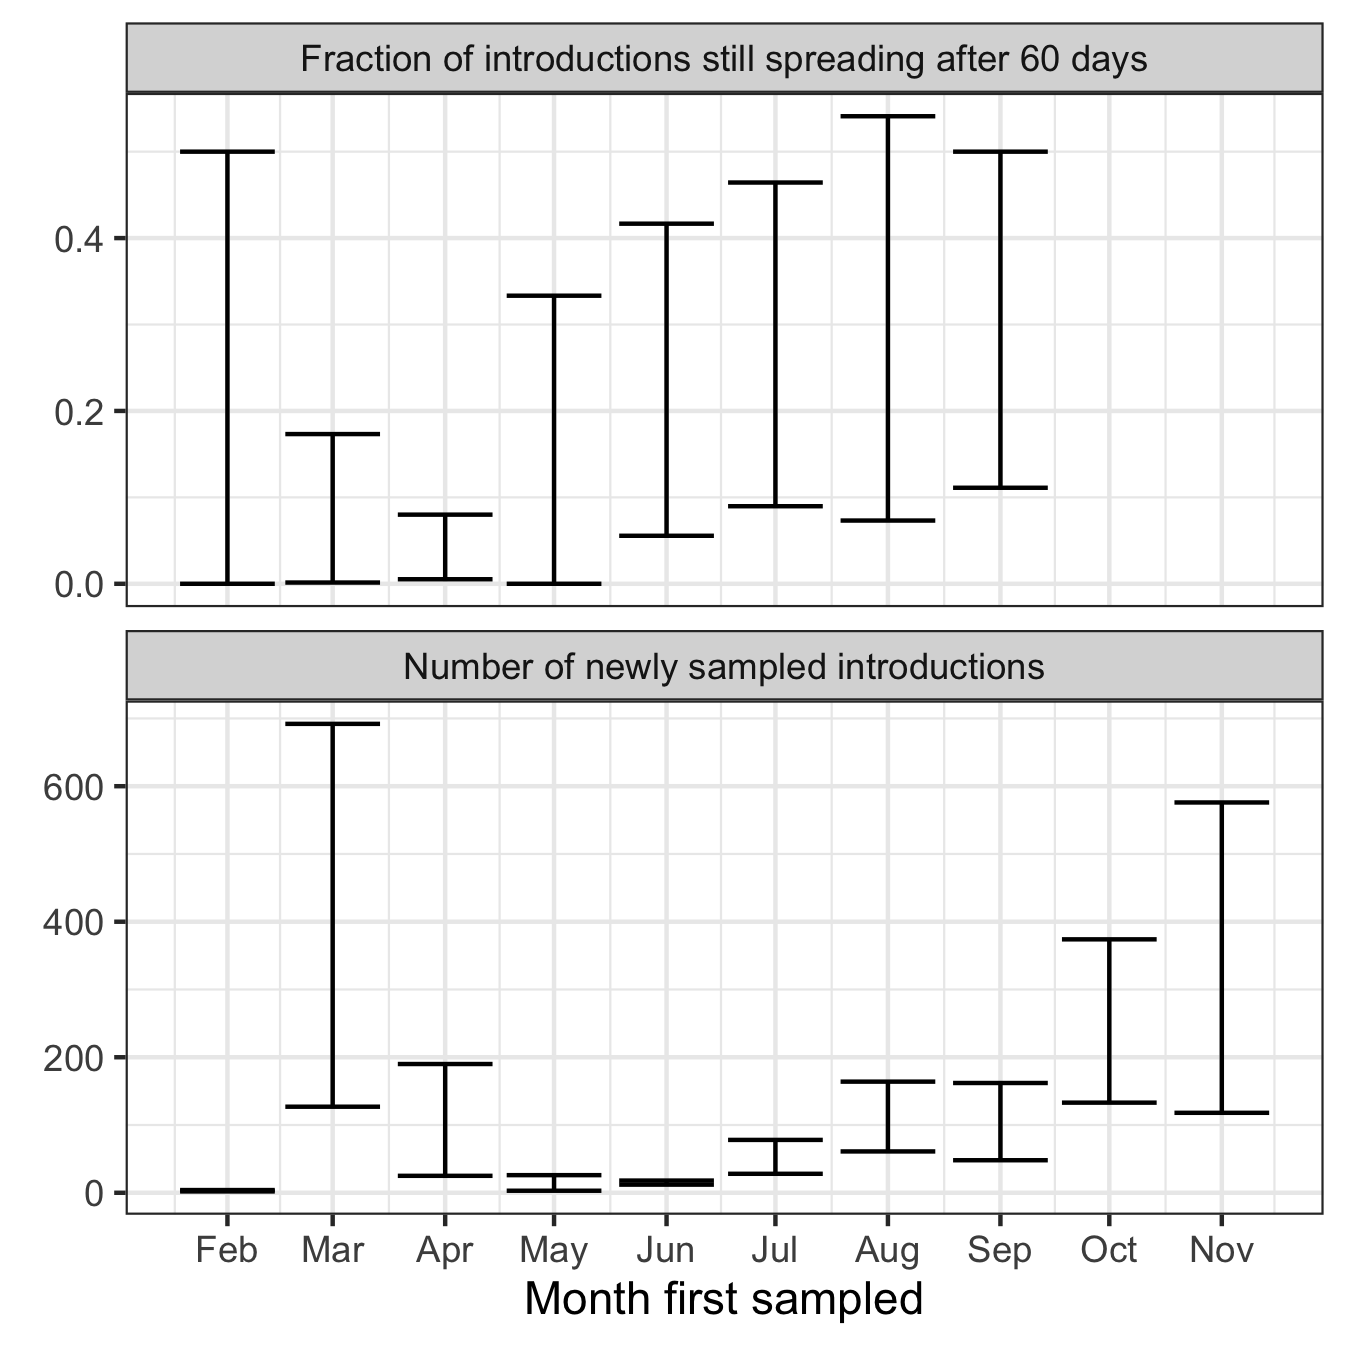 Fraction of introductions still spreading after 60 days
0.4
0.2
0.0
Number of newly sampled introductions
600
400
200
0
Feb Mar Apr May Jun Jul Aug Sep Oct Nov
Month first sampled